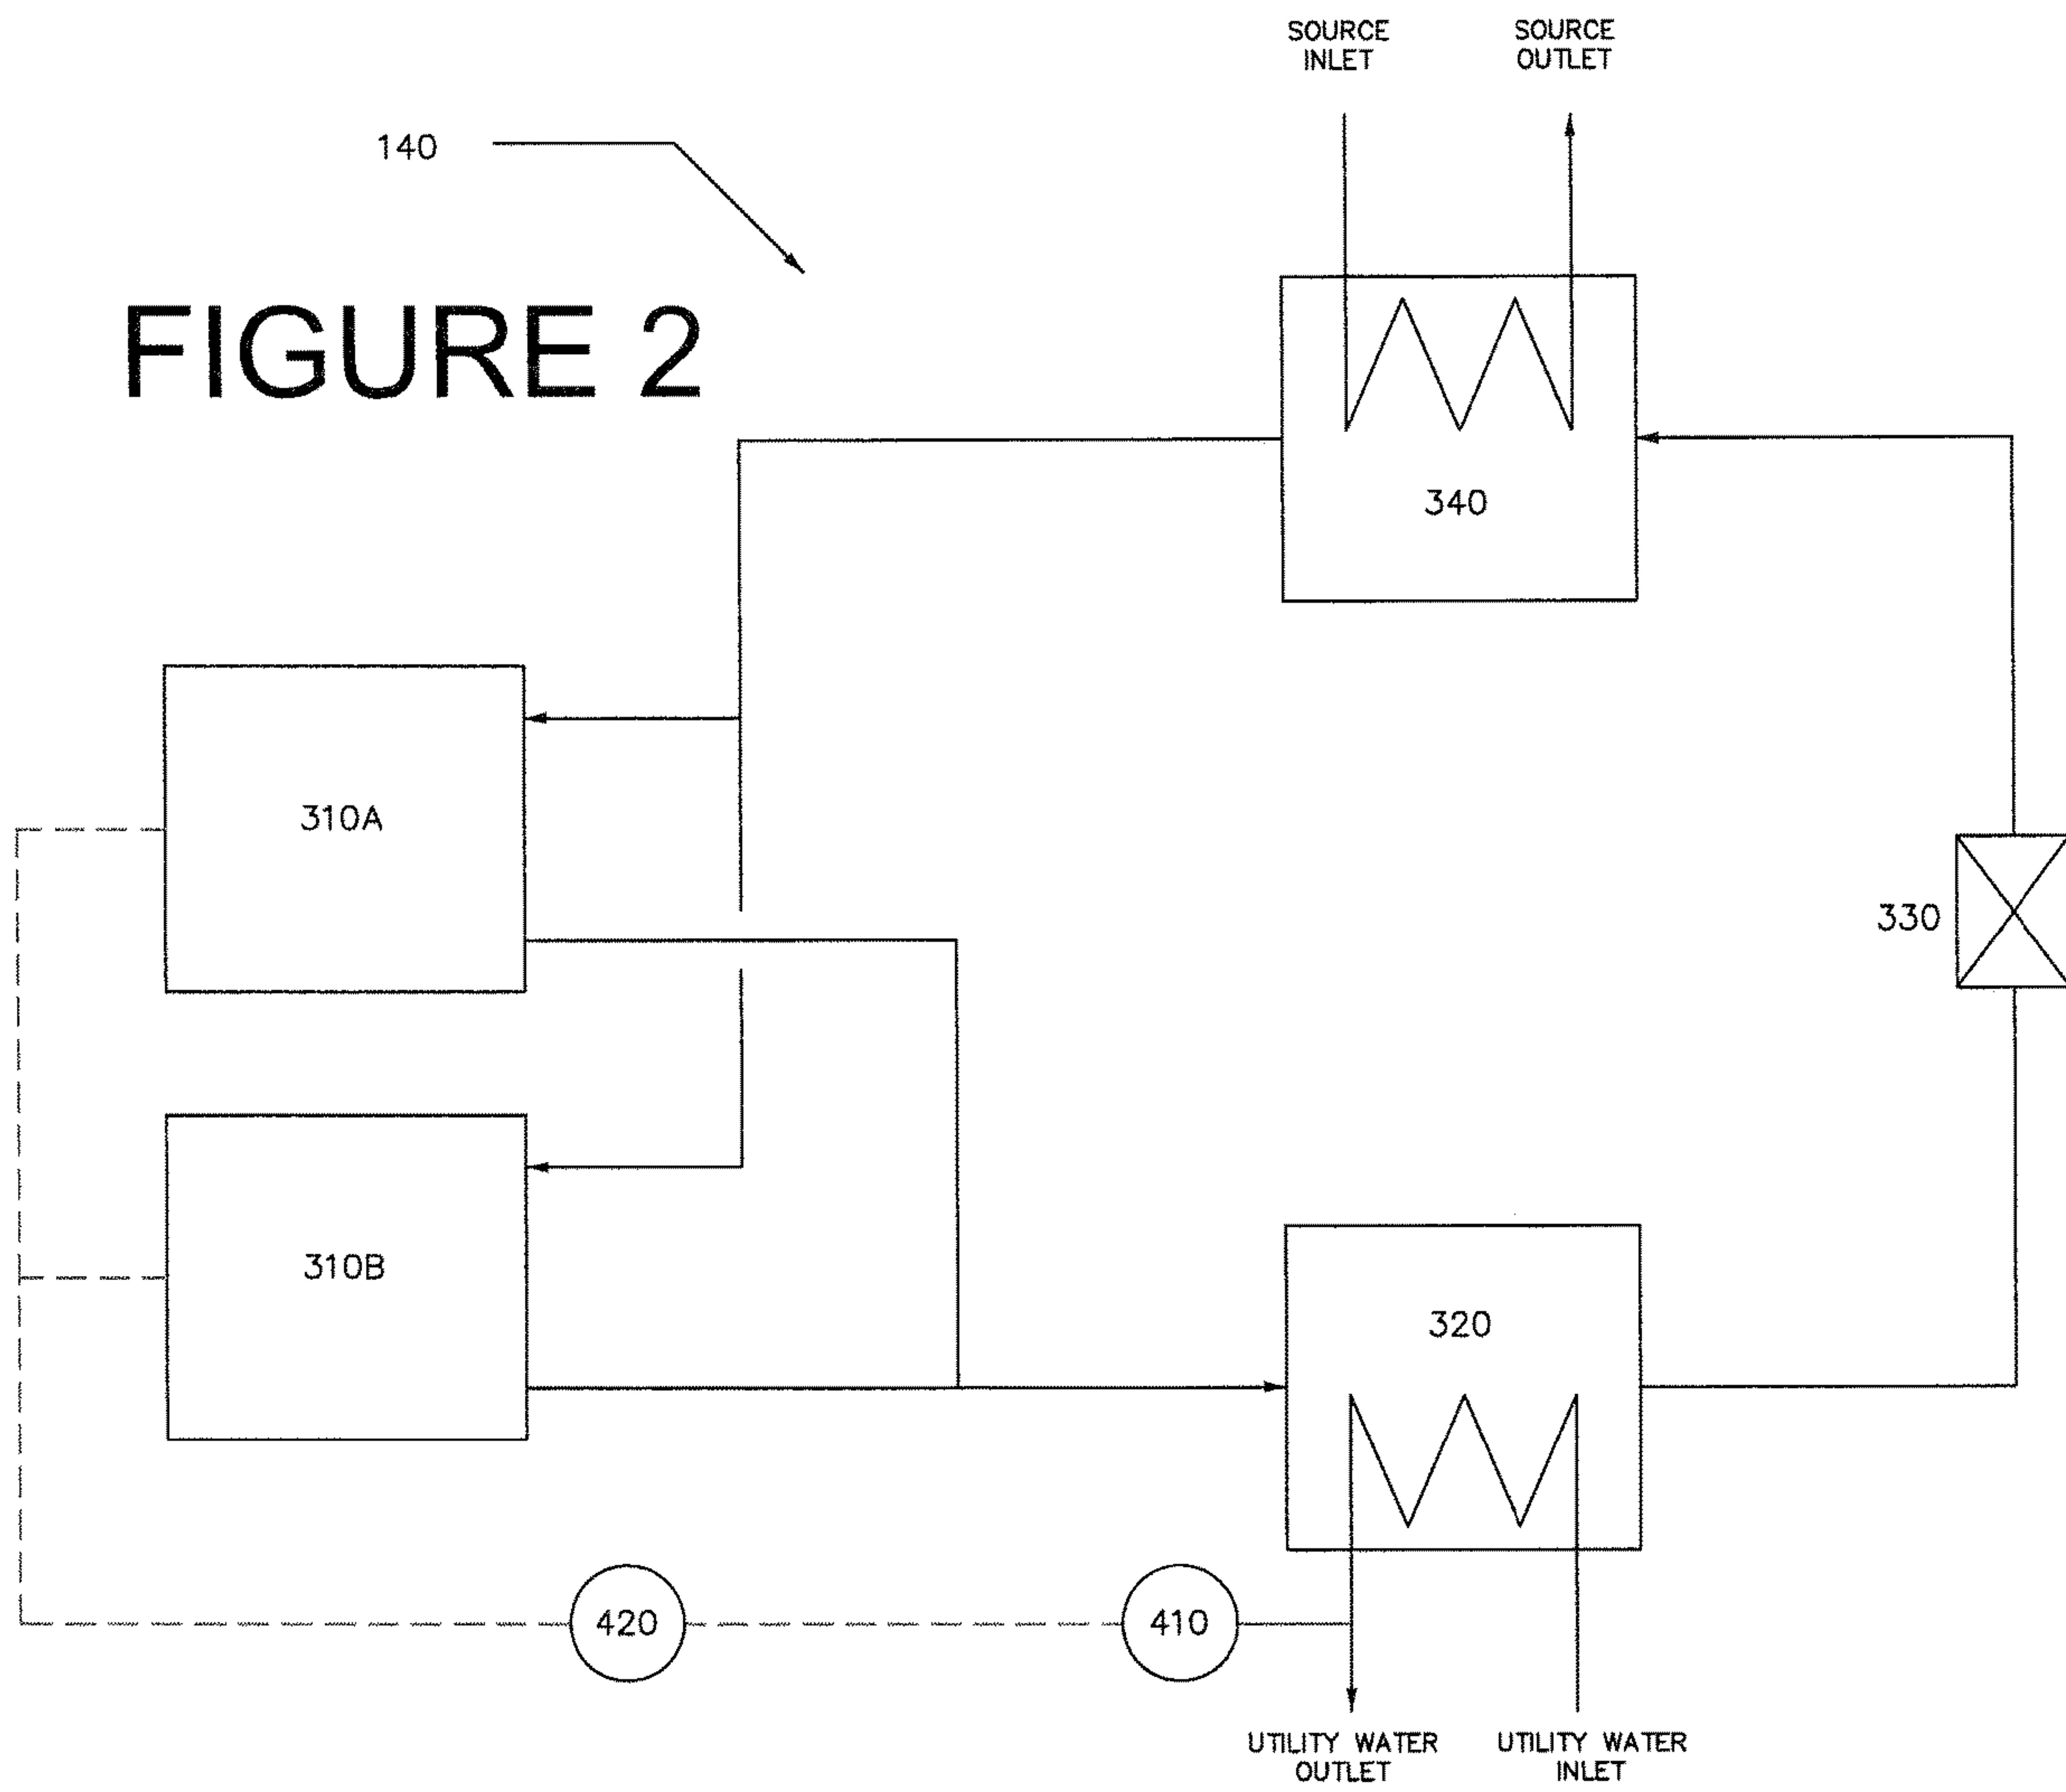 SOURCE
INLET
SOURCE
OUTLET
140
FIGURE 2
340
310A
330
310B
320
420
410
UTILITY WATER
OUTLET
UTILITY WATER
INLET